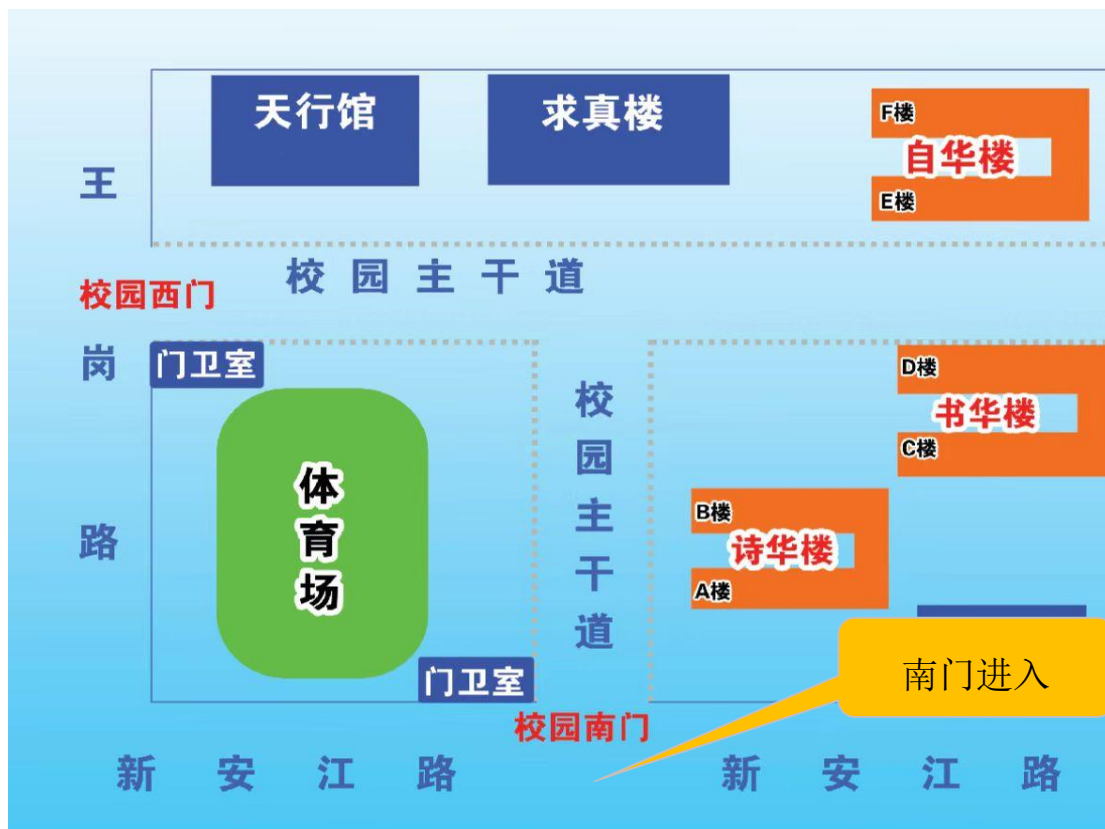 天行馆
求真楼
F楼
自华楼
E楼
王岗路
校园主干道
校园西门
门卫室
体育场
门卫室
校园主干道
D楼
书华楼
C楼
B楼
诗华楼
A楼
南门进入
校园南门
新安江路
新安江路